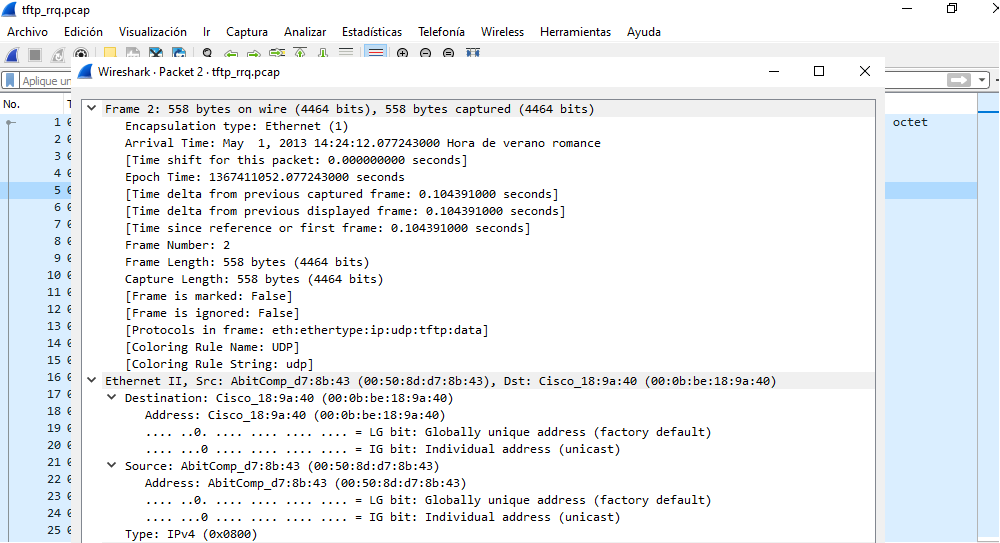 tftp_rrq.pcap
Archivo Edición Visualización Ir Captura Analizar Estadísticas Telefonía Wireless Herramientas Ayuda
Wireshark · Packet 2 · tftp_rrq.pcap
Aplique
No.
octet
1
2
3
4
5
6
7
8
9
10
11
12
13
14
15
16
17
18
19
20
21
22
23
24
25
Frame 2: 558 bytes on wire (4464 bits), 558 bytes captured (4464 bits)
Encapsulation type: Ethernet (1)
Arrival Time: May  1, 2013 14:24:12.077243000 Hora de verano romance
[Time shift for this packet: 0.000000000 seconds]
Epoch Time: 1367411052.077243000 seconds
[Time delta from previous captured frame: 0.104391000 seconds]
[Time delta from previous displayed frame: 0.104391000 seconds]
[Time since reference or first frame: 0.104391000 seconds]
Frame Number: 2
Frame Length: 558 bytes (4464 bits)
Capture Length: 558 bytes (4464 bits)
[Frame is marked: False]
[Frame is ignored: False]
[Protocols in frame: eth:ethertype:ip:udp:tftp:data]
[Coloring Rule Name: UDP]
[Coloring Rule String: udp]
Ethernet II, Src: AbitComp_d7:8b:43 (00:50:8d:d7:8b:43), Dst: Cisco_18:9a:40 (00:0b:be:18:9a:40)
Destination: Cisco_18:9a:40 (00:0b:be:18:9a:40)
Address: Cisco_18:9a:40 (00:0b:be:18:9a:40)
.... ..0. .... .... .... .... = LG bit: Globally unique address (factory default)
.... ...0 .... .... .... .... = IG bit: Individual address (unicast)
Source: AbitComp_d7:8b:43 (00:50:8d:d7:8b:43)
Address: AbitComp_d7:8b:43 (00:50:8d:d7:8b:43)
.... ..0. .... .... .... .... = LG bit: Globally unique address (factory default)
.... ...0 .... .... .... .... = IG bit: Individual address (unicast)
Type: IPv4 (0x0800)